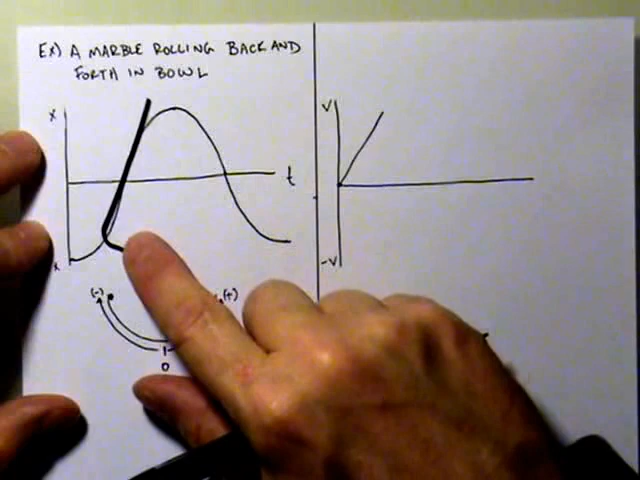 EX) A MARBLE ROLLING BACK AND
FORTH IN BOWL
x
t
x
V
-V
(-)
(+)
0